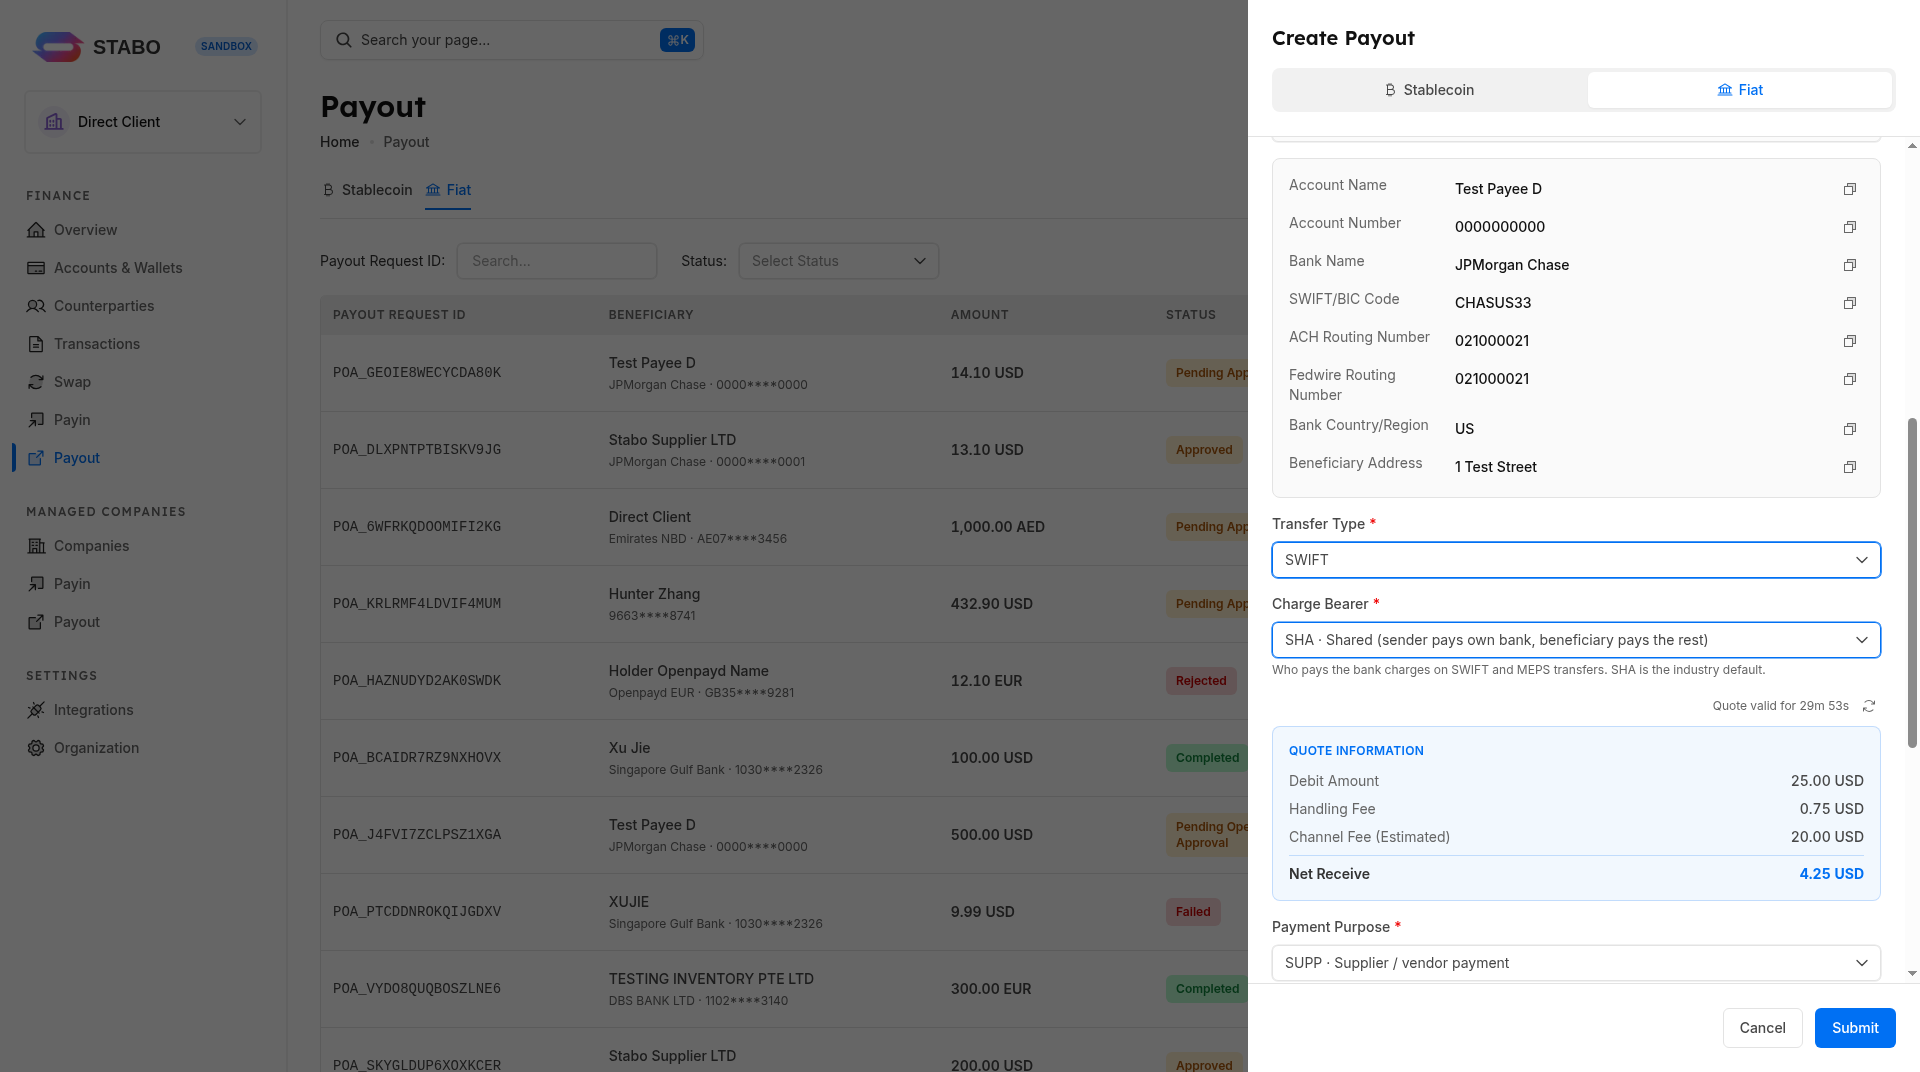 STABO
SANDBOX
Direct Client
FINANCE
Overview
Accounts & Wallets
Counterparties
Transactions
Swap
Payin
Payout
MANAGED COMPANIES
Companies
Payin
Payout
SETTINGS
Integrations
Organization
Search your page...
⌘K
Payout
Home • Payout
Stablecoin
Fiat
Payout Request ID:
Search...
Status:
Select Status
PAYOUT REQUEST ID BENEFICIARY AMOUNT STATUS
POA_GEOIE8WECYCDA80K
Test Payee D
JPMorgan Chase · 0000****0000
14.10 USD
Pending App
POA_DLXPNTPTBISKV9JG
Stabo Supplier LTD
JPMorgan Chase · 0000****0001
13.10 USD
Approved
POA_6WFRKQDOOMIFI2KG
Direct Client
Emirates NBD · AE07****3456
1,000.00 AED
Pending App
POA_KRLRMF4LDVIF4MUM
Hunter Zhang
9663****8741
432.90 USD
Pending App
POA_HAZNUDYD2AK0SWDK
Holder Openpayd Name
Openpayd EUR · GB35****9281
12.10 EUR
Rejected
POA_BCAIDR7RZ9NXHOVX
Xu Jie
Singapore Gulf Bank · 1030****2326
100.00 USD
Completed
POA_J4FVI7ZCLPSZ1XGA
Test Payee D
JPMorgan Chase · 0000****0000
500.00 USD
Pending Ope
Approval
POA_PTCDDNROKQIJGDXV
XUJIE
Singapore Gulf Bank · 1030****2326
9.99 USD
Failed
POA_VYDO8QUQBOSZLNE6
TESTING INVENTORY PTE LTD
DBS BANK LTD · 1102****3140
300.00 EUR
Completed
POA_SKYGLDUP6XOXKCER
Stabo Supplier LTD
200.00 USD
Approved
Create Payout
Stablecoin
Fiat
Account Name Test Payee D
Account Number 0000000000
Bank Name JPMorgan Chase
SWIFT/BIC Code CHASUS33
ACH Routing Number 021000021
Fedwire Routing
Number
021000021
Bank Country/Region US
Beneficiary Address 1 Test Street
Transfer Type *
SWIFT
Charge Bearer *
SHA · Shared (sender pays own bank, beneficiary pays the rest)
Who pays the bank charges on SWIFT and MEPS transfers. SHA is the industry default.
Quote valid for 29m 53s
QUOTE INFORMATION
Debit Amount 25.00 USD
Handling Fee 0.75 USD
Channel Fee (Estimated) 20.00 USD
Net Receive 4.25 USD
Payment Purpose *
SUPP · Supplier / vendor payment
Cancel
Submit